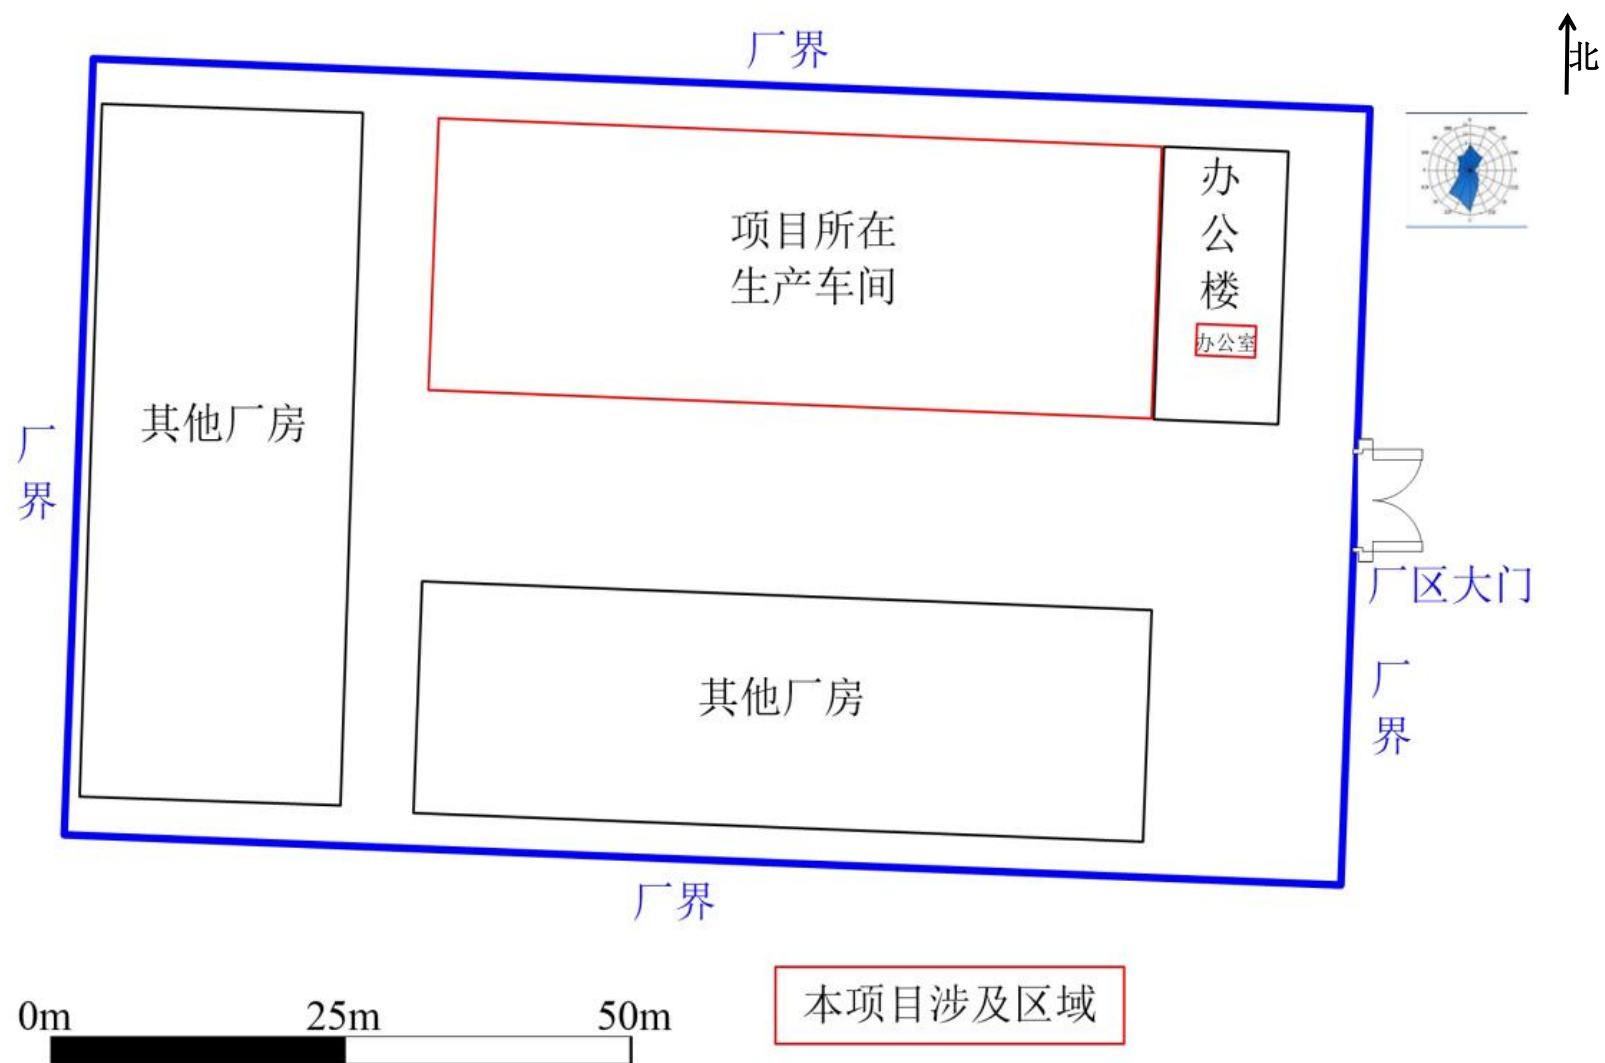 厂界
北
办
公
楼
项目所在
生产车间
办公室
其他厂房
厂
界
厂区大门
其他厂房
厂
界
厂界
本项目涉及区域
0m 25m 50m